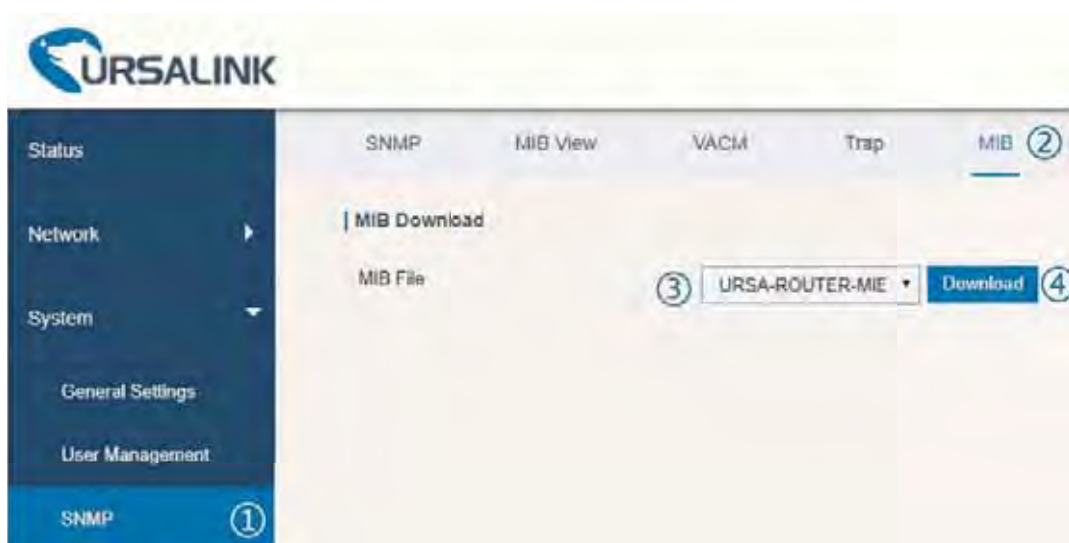 URSALINK
Status
SNMP MIB View VACM Trap MIB ②
Network
MIB Download
MIB File ③ URSA-ROUTER-MIE Download ④
System
General Settings
User Management
SNMP ①